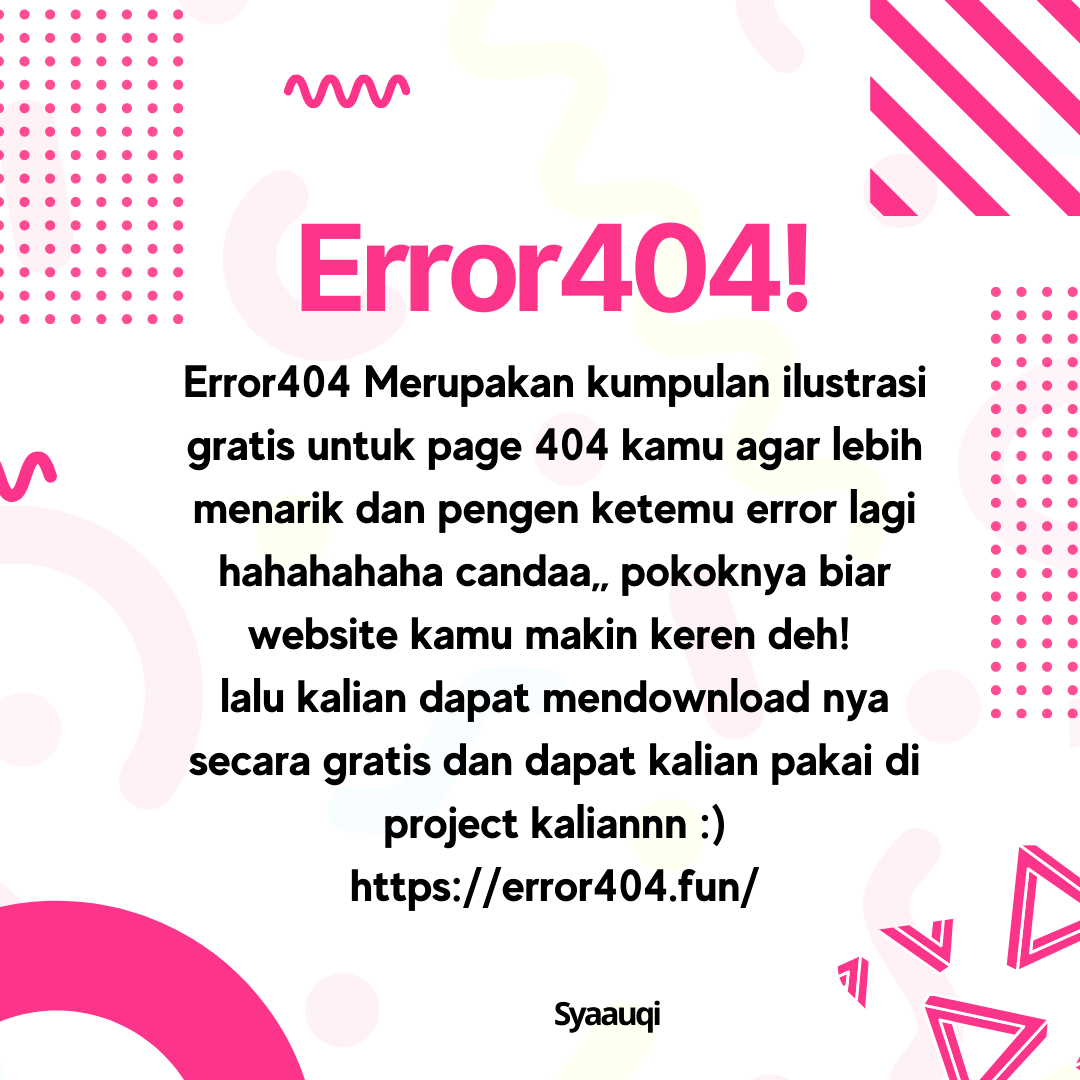 Error404!
Error404 Merupakan kumpulan ilustrasi
gratis untuk page 404 kamu agar lebih
menarik dan pengen ketemu error lagi
hahahahaha candaa,, pokoknya biar
website kamu makin keren deh!
lalu kalian dapat mendownload nya
secara gratis dan dapat kalian pakai di
project kaliannn :)
https://error404.fun/
Syaauqi